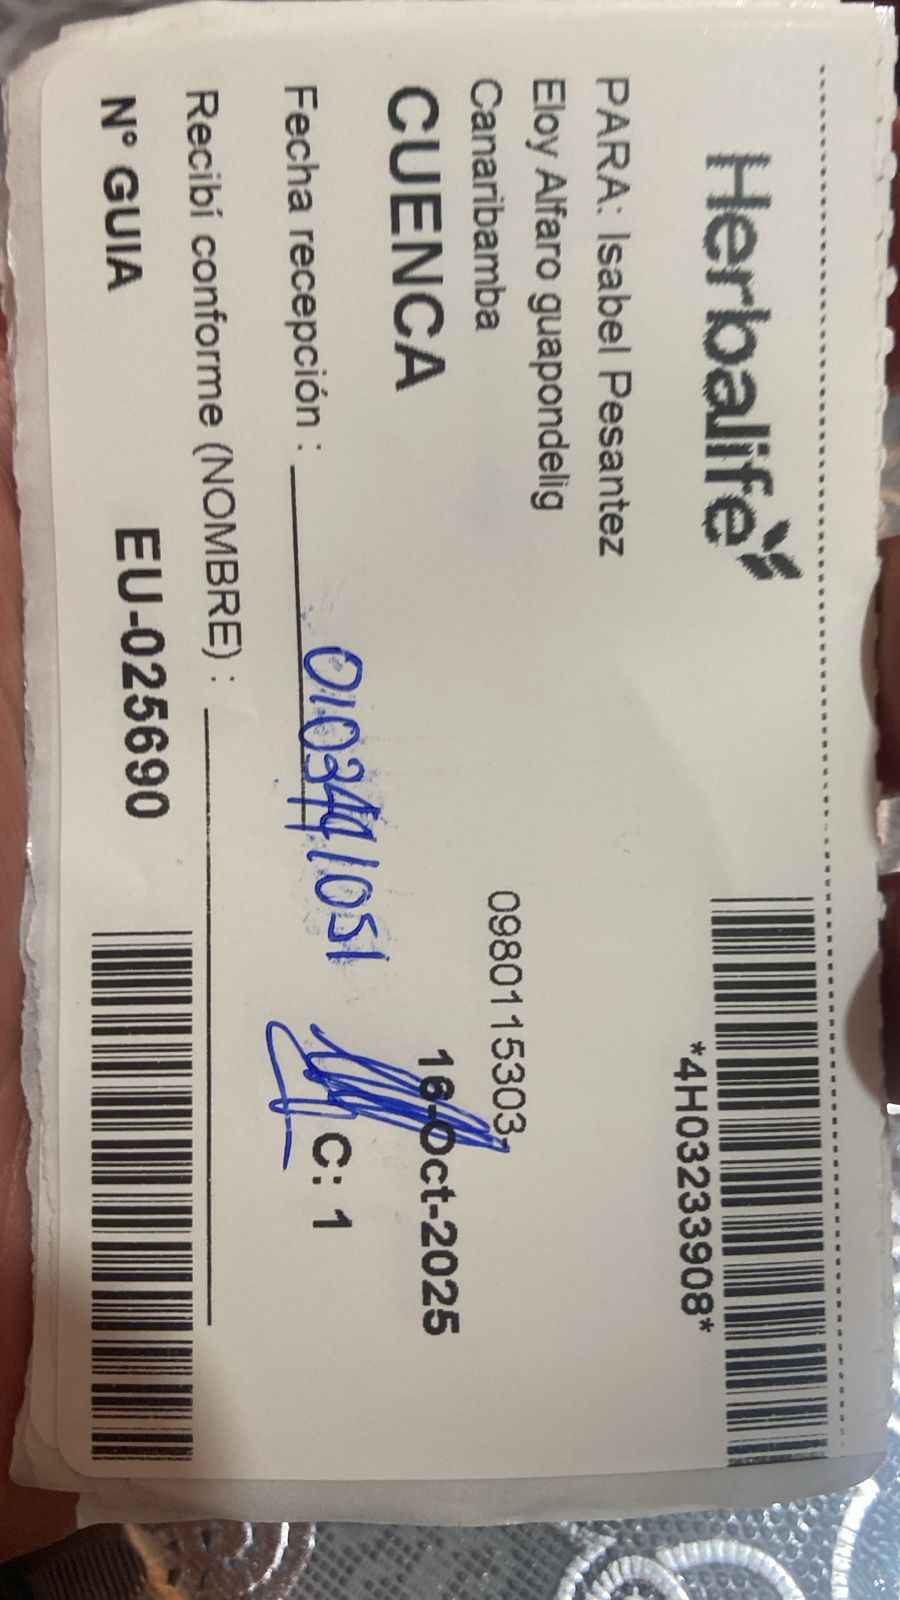 Herbalife
*4H03233908*
PARA: Isabel Pesantez
Eloy Alfaro guapondelig
Canaribamba
0980115303
CUENCA
16-Oct-2025
Fecha recepción :
0103441051
C: 1
Recibí conforme (NOMBRE) :
N° GUIA
EU-025690